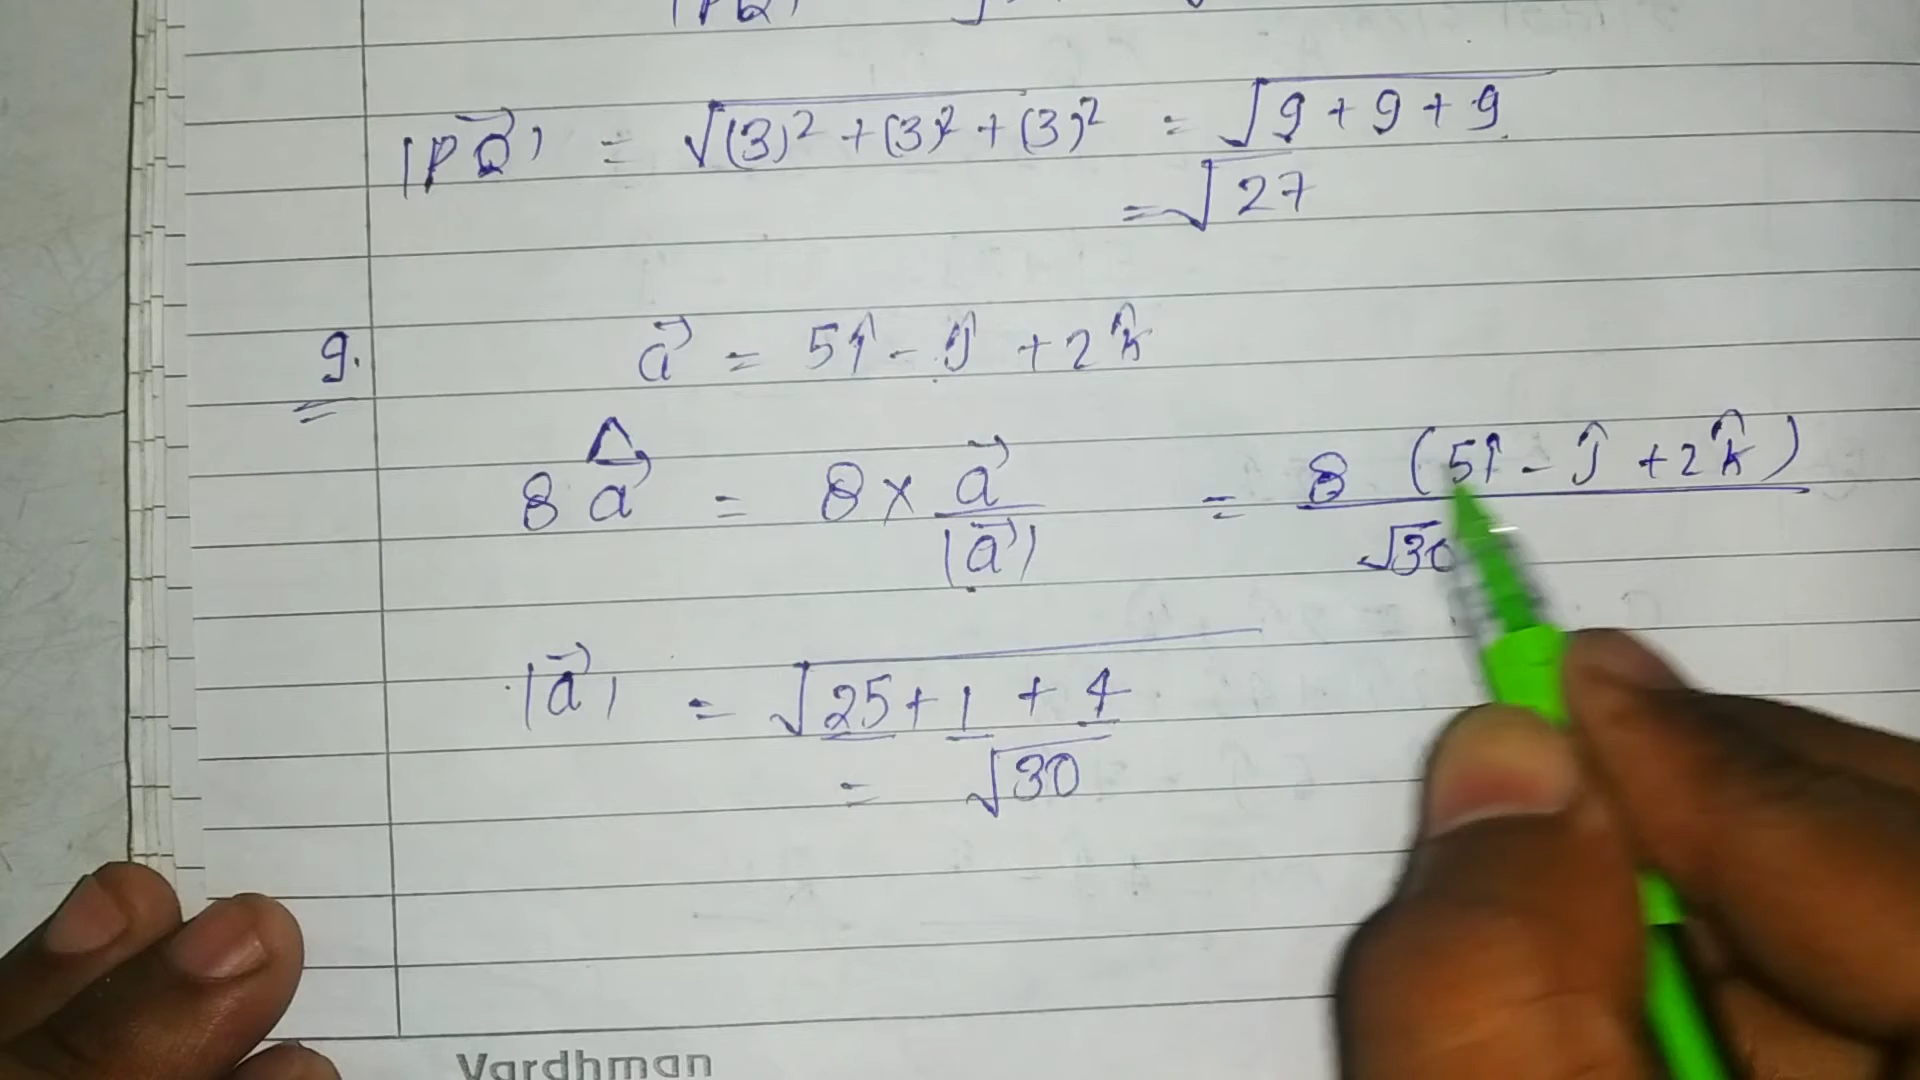 |PQ⃗| = √(3)² + (3)² + (3)² = √9 + 9 + 9
= √27
9. a⃗ = 5î - ĵ + 2k̂
8 â⃗ = 8 × a⃗/|a⃗| = 8 (5î - ĵ + 2k̂)/√30
|a⃗| = √25 + 1 + 4
= √30
Vardhman